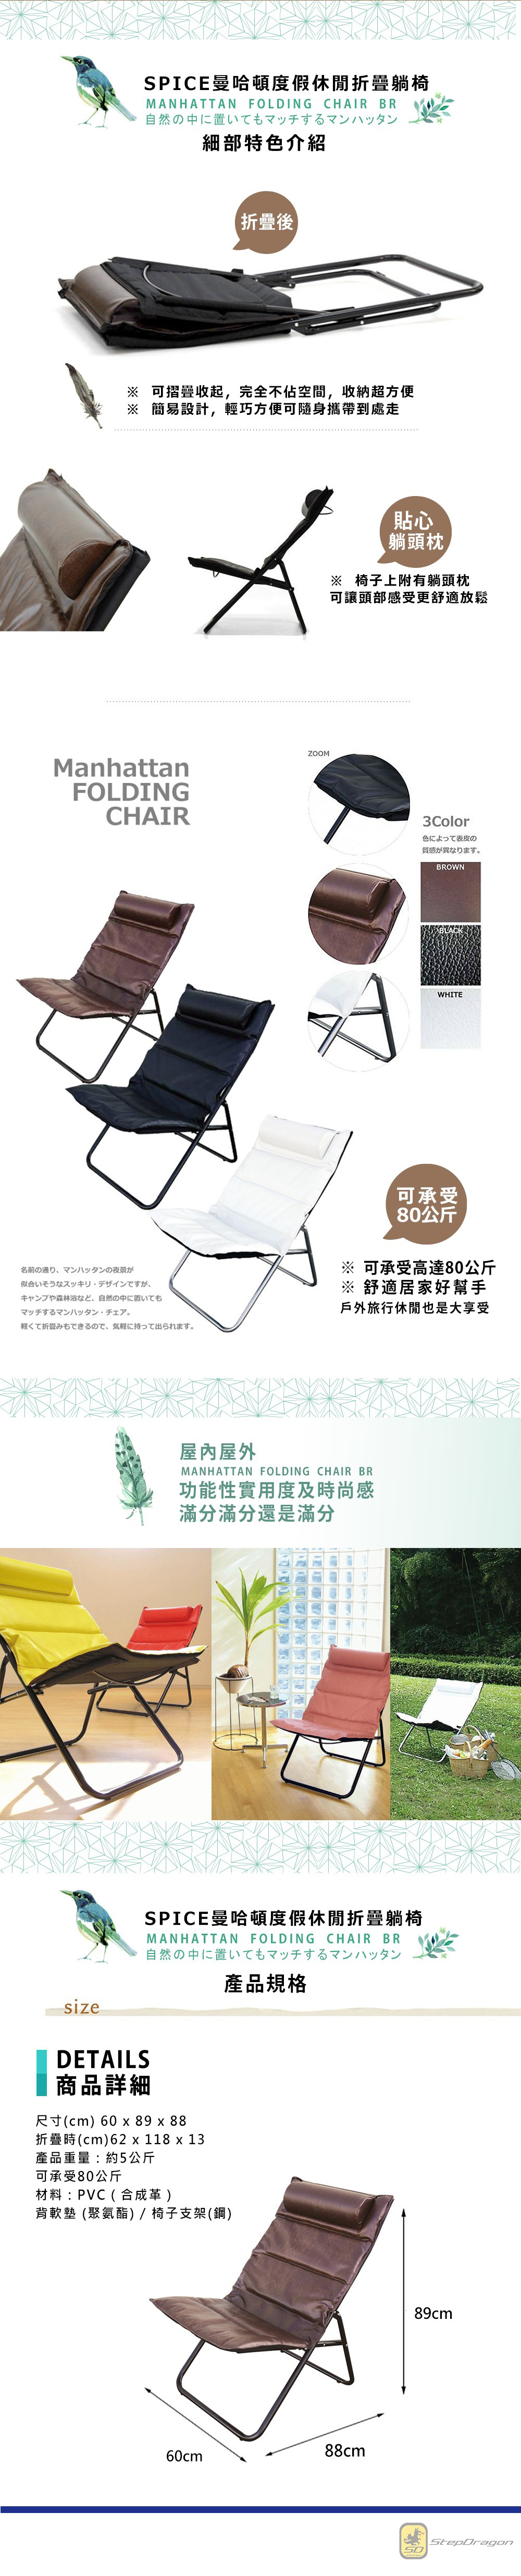 SPICE曼哈頓度假休閒折疊躺椅
MANHATTAN FOLDING CHAIR BR
自然の中に置いてもマッチするマンハッタン
細部特色介紹
折疊後
※ 可摺疊收起，完全不佔空間，收納超方便
※ 簡易設計，輕巧方便可隨身攜帶到處走
貼心
躺頭枕
※ 椅子上附有躺頭枕
可讓頭部感受更舒適放鬆
Manhattan
FOLDING
CHAIR
ZOOM
3Color
色によって表皮の
質感が異なります。
BROWN
BLACK
WHITE
可承受
80公斤
※ 可承受高達80公斤
※ 舒適居家好幫手
戶外旅行休閒也是大享受
名前の通り、マンハッタンの夜景が
似合いそうなスッキリ・デザインですが、
キャンプや森林浴など、自然の中に置いても
マッチするマンハッタン・チェア。
軽くて折畳みもできるので、気軽に持って出られます。
屋內屋外
MANHATTAN FOLDING CHAIR BR
功能性實用度及時尚感
滿分滿分還是滿分
SPICE曼哈頓度假休閒折疊躺椅
MANHATTAN FOLDING CHAIR BR
自然の中に置いてもマッチするマンハッタン
產品規格
size
DETAILS
商品詳細
尺寸(cm) 60 x 89 x 88
折疊時(cm)62 x 118 x 13
產品重量：約5公斤
可承受80公斤
材料：PVC（合成革）
背軟墊 (聚氨酯) / 椅子支架(鋼)
89cm
60cm
88cm
SD
StepDragon